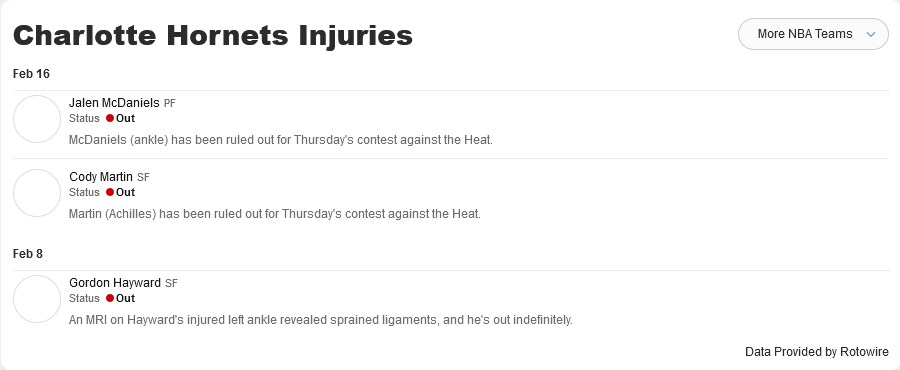 Charlotte Hornets Injuries
More NBA Teams
Feb 16
Jalen McDaniels PF
Status Out
McDaniels (ankle) has been ruled out for Thursday's contest against the Heat.
Cody Martin SF
Status Out
Martin (Achilles) has been ruled out for Thursday's contest against the Heat.
Feb 8
Gordon Hayward SF
Status Out
An MRI on Hayward's injured left ankle revealed sprained ligaments, and he's out indefinitely.
Data Provided by Rotowire